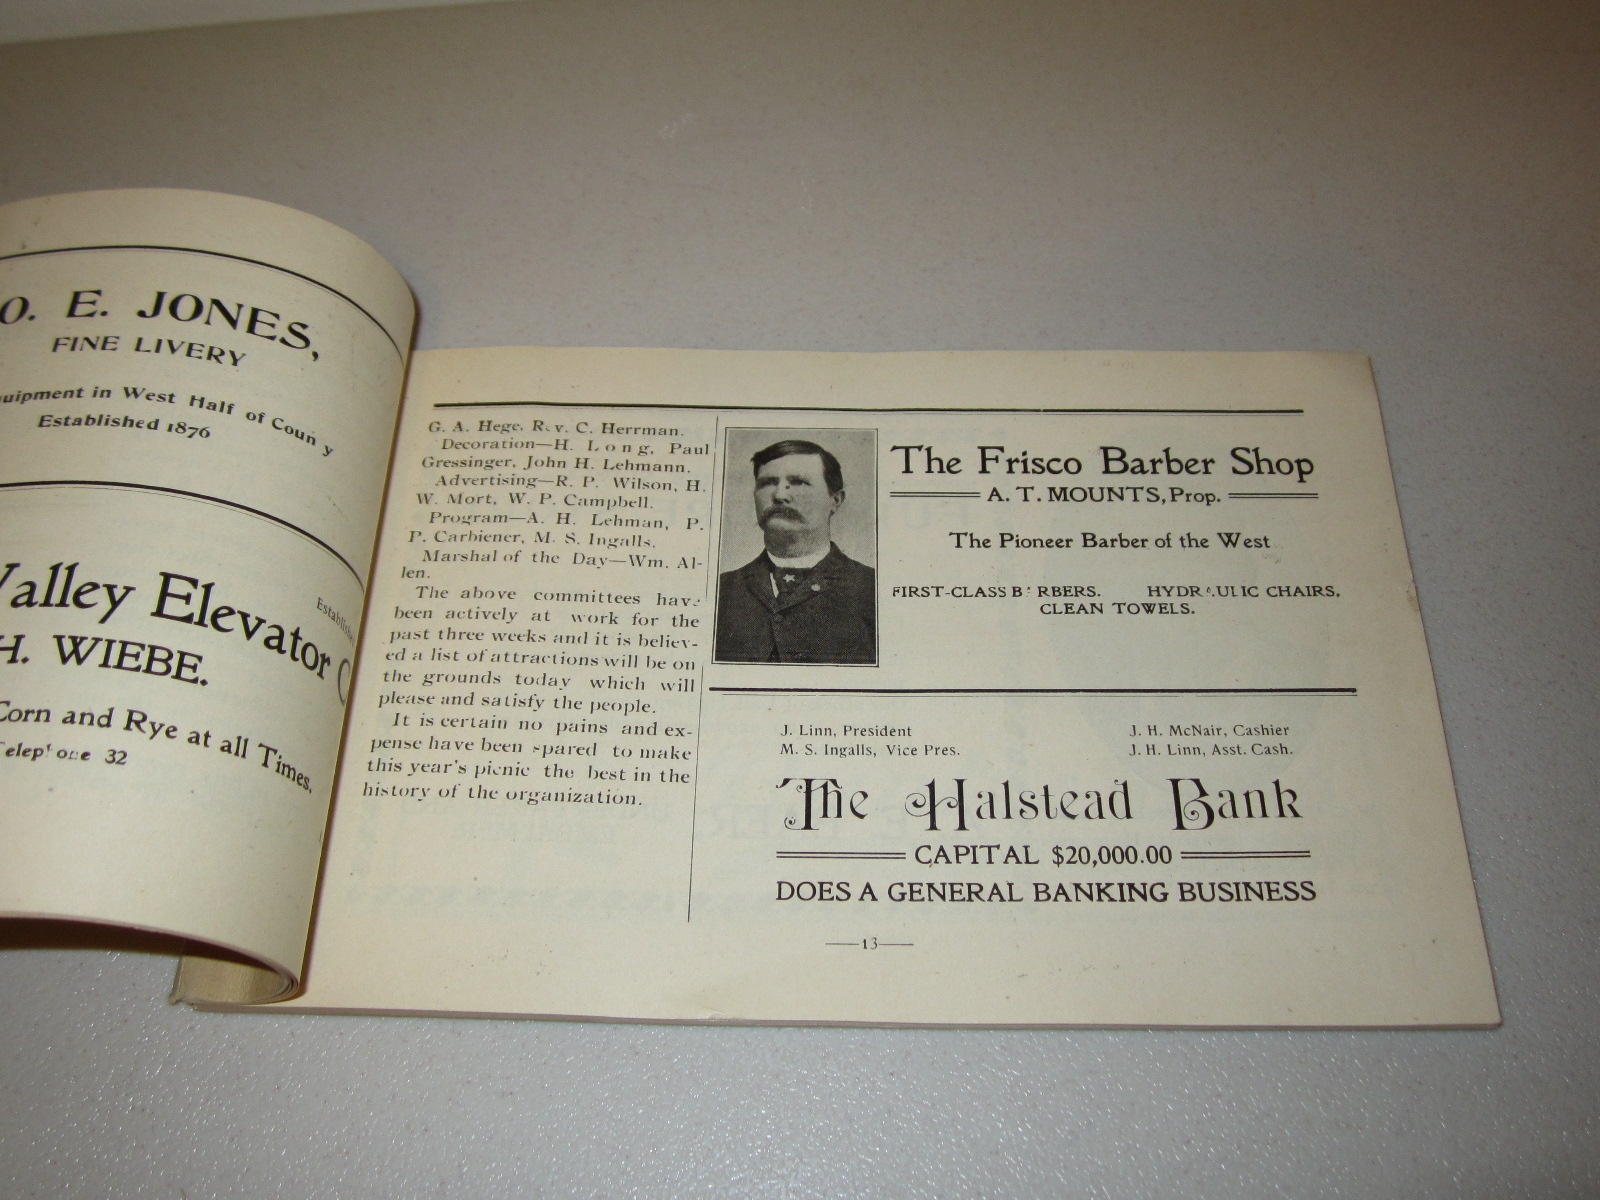 O. E. JONES,
FINE LIVERY
uipment in West Half of Coun y
Established 1876
Valley Elevator
H. WIEBE.
Corn and Rye at all Times.
elep one 32
G. A. Hege, R v. C. Herrman.
Decoration—H. Long, Paul
Gressinger, John H. Lehmann.
Advertising—R. P. Wilson, H.
W. Mort, W. P. Campbell.
Program—A. H. Lehman, P.
P. Carbiener, M. S. Ingalls.
Marshal of the Day—Wm. Al-
len.
The above committees have
been actively at work for the
past three weeks and it is believ-
ed a list of attractions will be on
the grounds today which will
please and satisfy the people.
It is certain no pains and ex-
pense have been spared to make
this year's picnic the best in the
history of the organization.
The Frisco Barber Shop
A. T. MOUNTS, Prop.
The Pioneer Barber of the West
FIRST-CLASS BARBERS. HYDRAULIC CHAIRS,
CLEAN TOWELS.
J. Linn, President J. H. McNair, Cashier
M. S. Ingalls, Vice Pres. J. H. Linn, Asst. Cash.
The Halstead Bank
CAPITAL $20,000.00
DOES A GENERAL BANKING BUSINESS
—13—